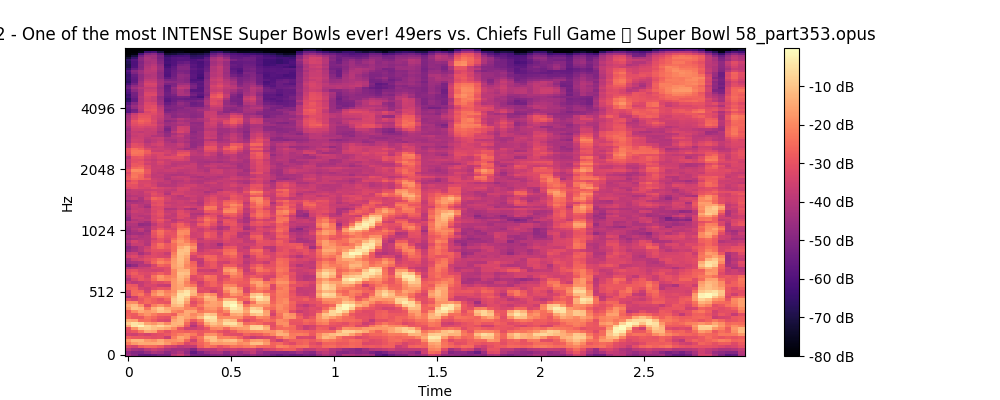 2 - One of the most INTENSE Super Bowls ever! 49ers vs. Chiefs Full Game Super Bowl 58_part353.opus
Hz
4096
2048
1024
512
0
0 0.5 1 1.5 2 2.5
Time
-10 dB
-20 dB
-30 dB
-40 dB
-50 dB
-60 dB
-70 dB
-80 dB